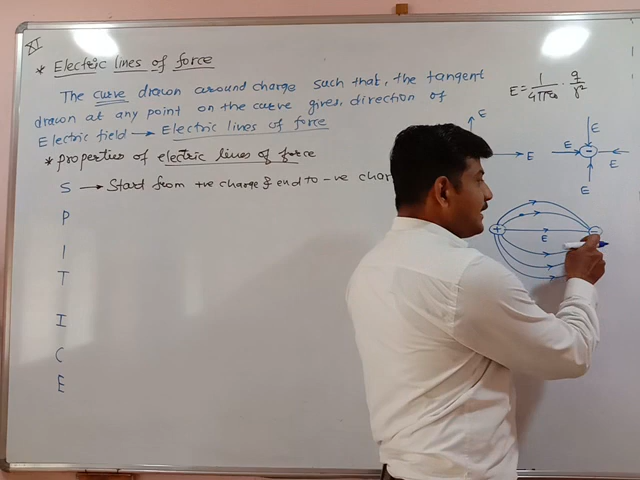 XI
* Electric lines of force
The curve drawn around charge such that, the tangent
drawn at any point on the curve gives, direction of
Electric field → Electric lines of force
* properties of electric lines of force
S → Start from +ve charge & end to -ve
P
I
T
I
C
E
E = 1/4πε₀ · q/r²
E
E
E
E
E
E
-
+
-
E